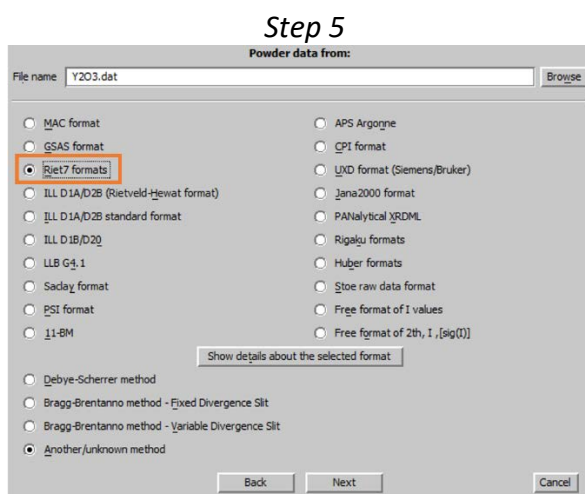 Step 5
Powder data from:
File name Y2O3.dat Browse
MAC format
GSAS format
Riet7 formats
ILL D1A/D2B (Rietveld-Hewat format)
ILL D1A/D2B standard format
ILL D1B/D20
LLB G4.1
Saclay format
PSI format
11-BM
APS Argonne
CPI format
UXD format (Siemens/Bruker)
Jana2000 format
PANalytical XRDML
Rigaku formats
Huber formats
Stoe raw data format
Free format of I values
Free format of 2th, I ,[sig(I)]
Show details about the selected format
Debye-Scherrer method
Bragg-Brentanno method - Fixed Divergence Slit
Bragg-Brentanno method - Variable Divergence Slit
Another/unknown method
Back Next Cancel